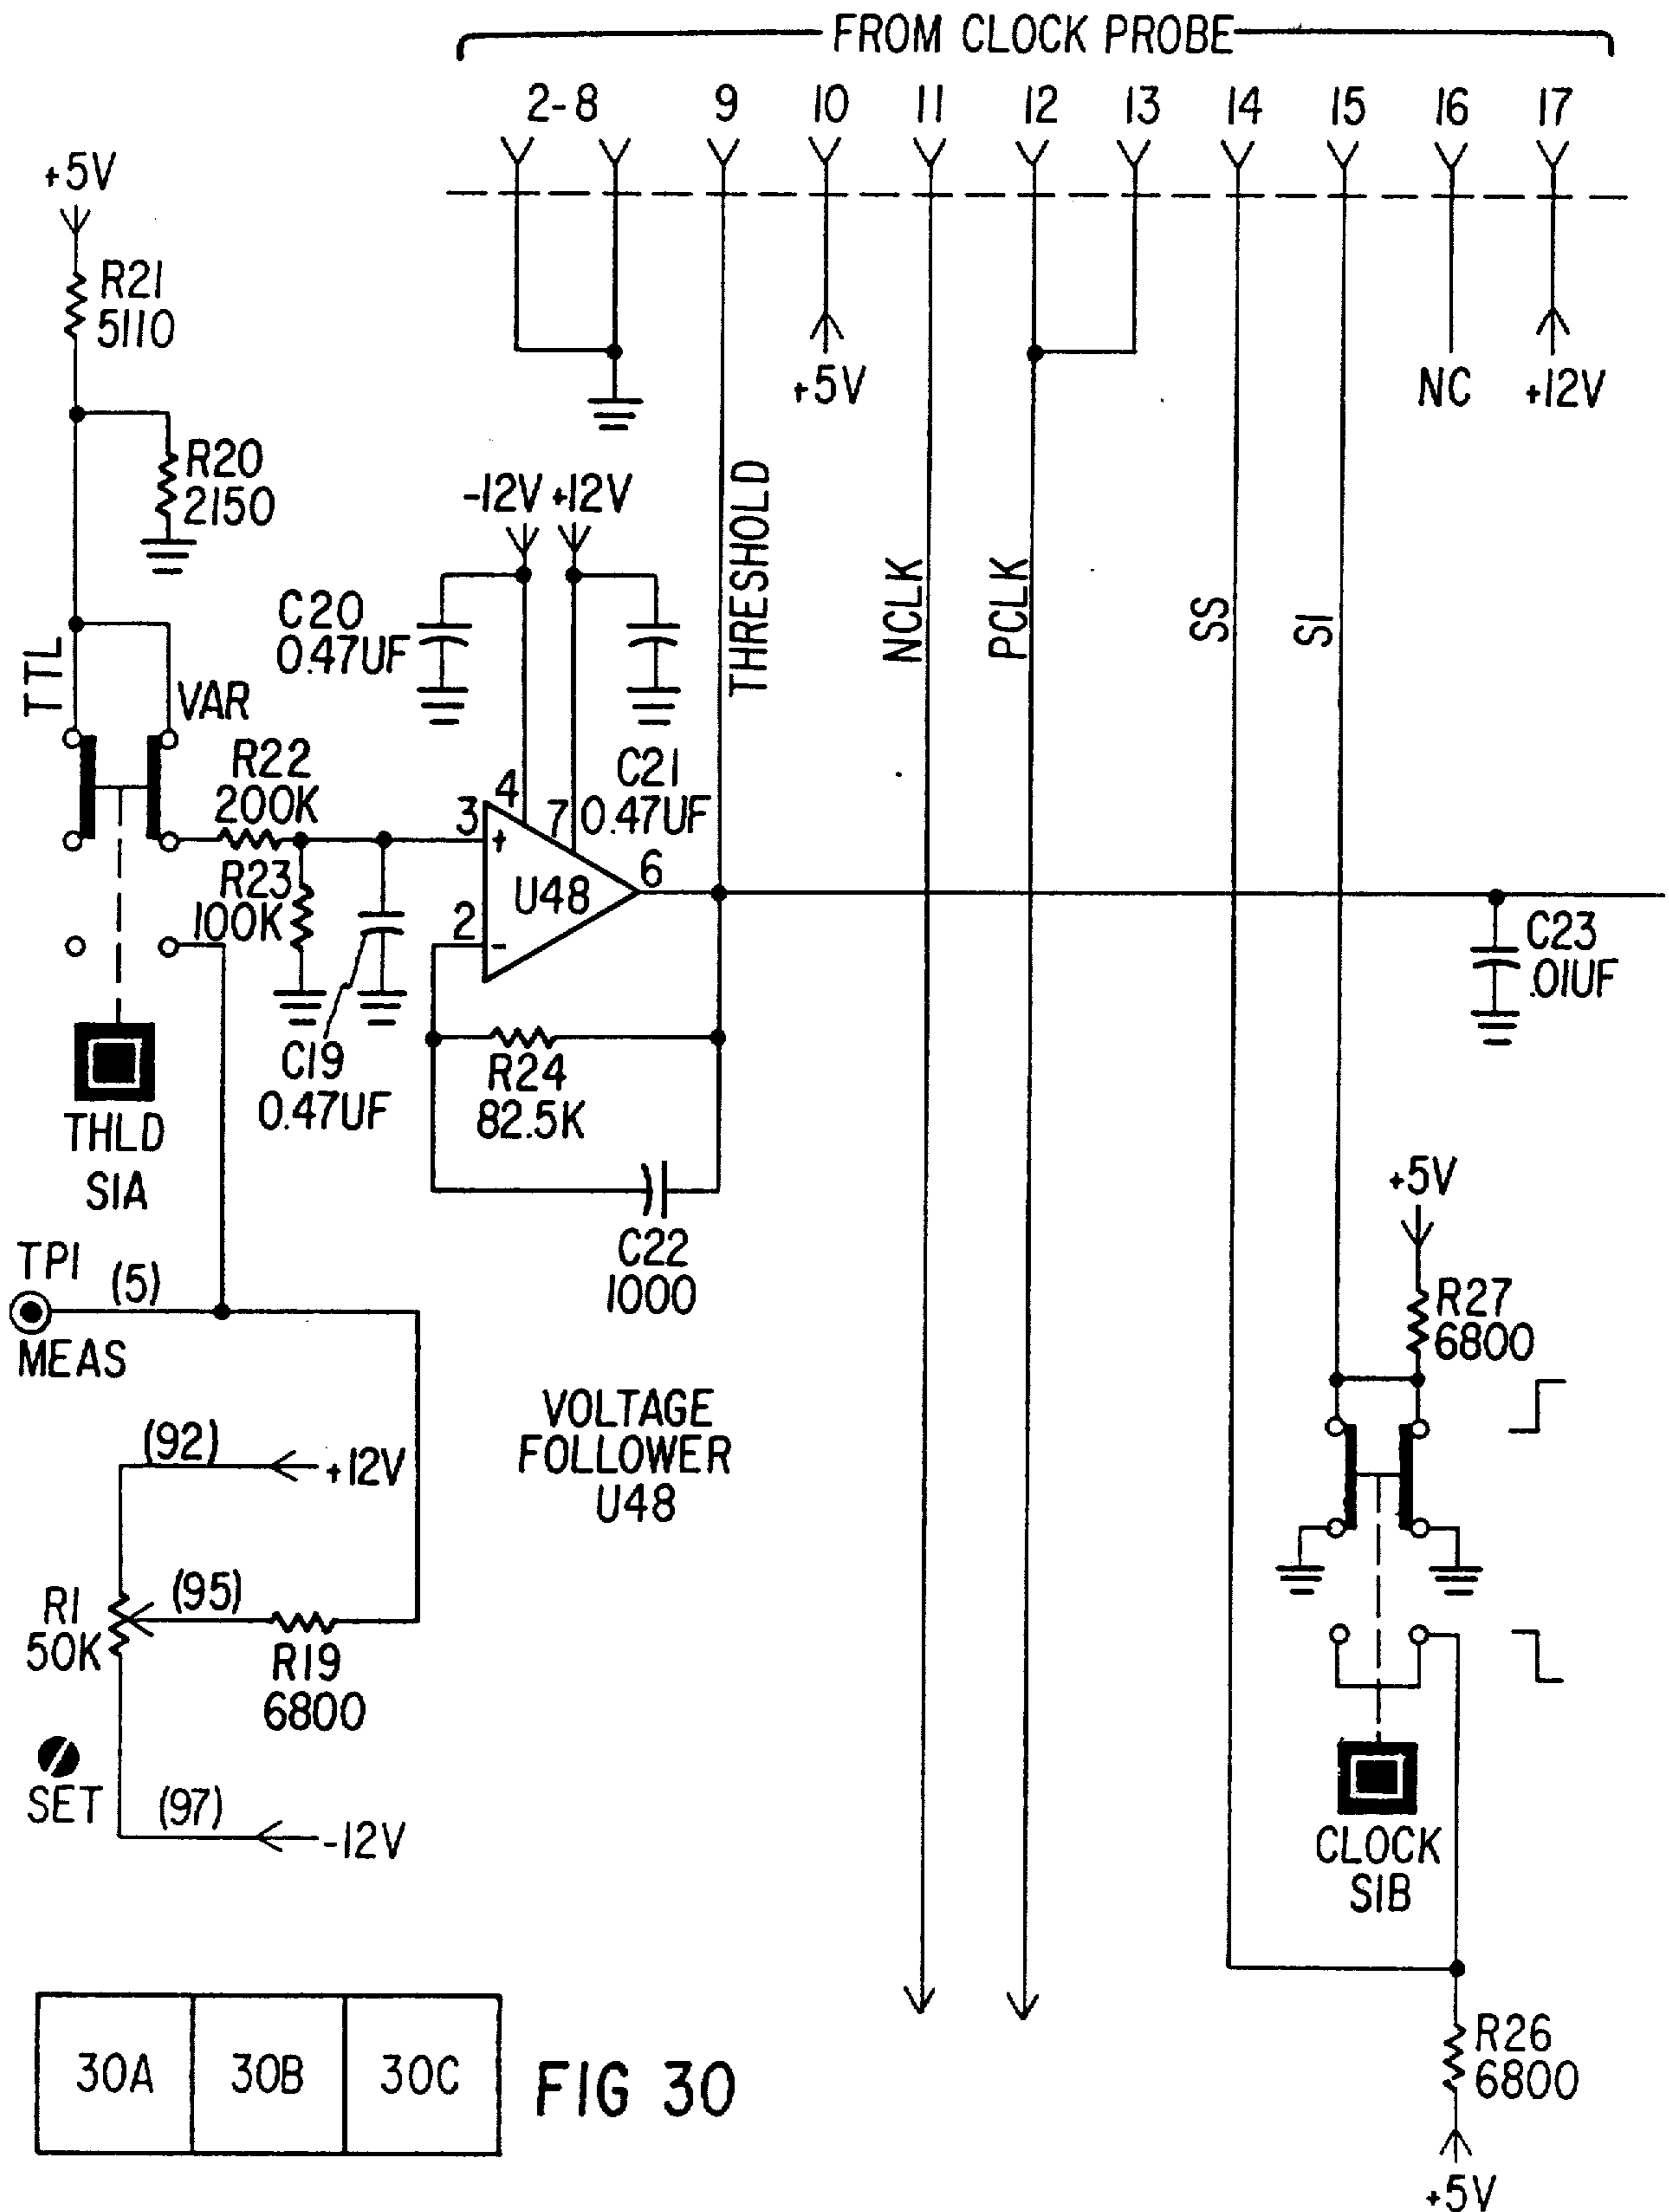 FROM CLOCK PROBE
2-8 9 10 11 12 13 14 15 16 17
+5V
R21
5110
+5V
NC
+12V
R20
2150
-12V +12V
THRESHOLD
NCLK
PCLK
SS
S1
C20
0.47UF
TTL
VAR
R22
200K
C21
0.47UF
3
+
4
7
U48
6
2
-
R23
100K
C23
.01UF
C19
0.47UF
R24
82.5K
THLD
S1A
C22
1000
+5V
R27
6800
TP1
(5)
MEAS
VOLTAGE
FOLLOWER
U48
(92)
+12V
R1
50K
(95)
R19
6800
SET
(97)
-12V
CLOCK
S1B
R26
6800
+5V
30A 30B 30C
FIG 30